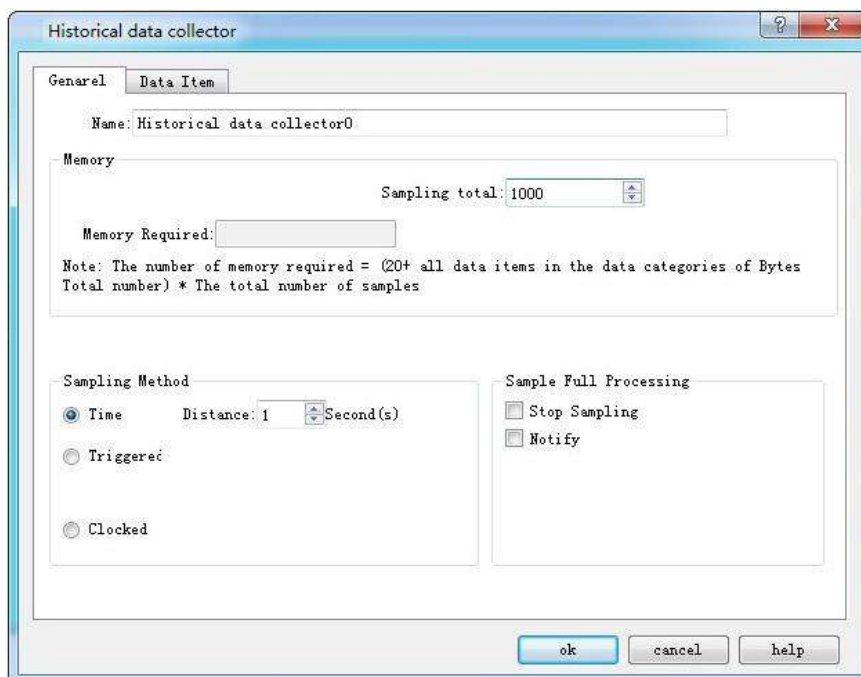 Historical data collector
Genarel Data Item
Name: Historical data collector0
Memory
Sampling total: 1000
Memory Required:
Note: The number of memory required = (20+ all data items in the data categories of Bytes
Total number) * The total number of samples
Sampling Method Sample Full Processing
Time Distance: 1 Second(s) Stop Sampling
Notify
Triggered
Clocked
ok cancel help